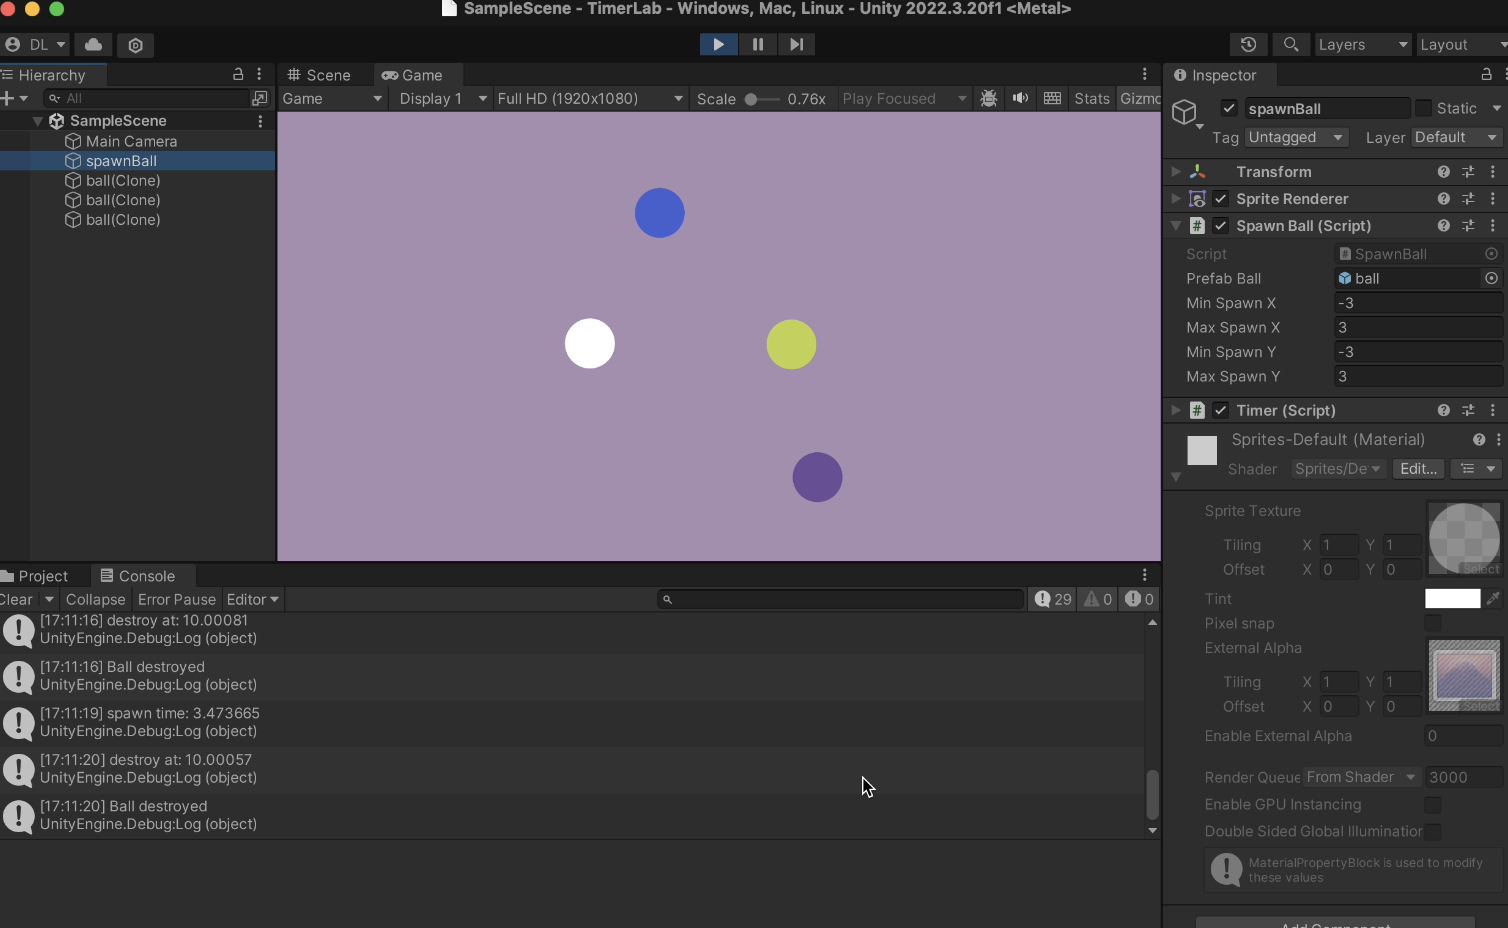 SampleScene - TimerLab - Windows, Mac, Linux - Unity 2022.3.20f1 <Metal>
DL
Layers
Layout
Hierarchy
All
SampleScene
Main Camera
spawnBall
ball(Clone)
ball(Clone)
ball(Clone)
Scene
Game
Game
Display 1
Full HD (1920x1080)
Scale
0.76x
Play Focused
Stats
Gizmo
Project
Console
Clear
Collapse
Error Pause
Editor
29
0
0
[17:11:16] destroy at: 10.00081
UnityEngine.Debug:Log (object)
[17:11:16] Ball destroyed
UnityEngine.Debug:Log (object)
[17:11:19] spawn time: 3.473665
UnityEngine.Debug:Log (object)
[17:11:20] destroy at: 10.00057
UnityEngine.Debug:Log (object)
[17:11:20] Ball destroyed
UnityEngine.Debug:Log (object)
Inspector
spawnBall
Static
Tag Untagged
Layer Default
Transform
Sprite Renderer
# Spawn Ball (Script)
Script SpawnBall
Prefab Ball ball
Min Spawn X -3
Max Spawn X 3
Min Spawn Y -3
Max Spawn Y 3
# Timer (Script)
Sprites-Default (Material)
Shader Sprites/De Edit...
Sprite Texture
Tiling X 1 Y 1
Offset X 0 Y 0
Select
Tint
Pixel snap
External Alpha
Tiling X 1 Y 1
Offset X 0 Y 0
Select
Enable External Alpha 0
Render Queue From Shader 3000
Enable GPU Instancing
Double Sided Global Illumination
MaterialPropertyBlock is used to modify
these values
Add Component